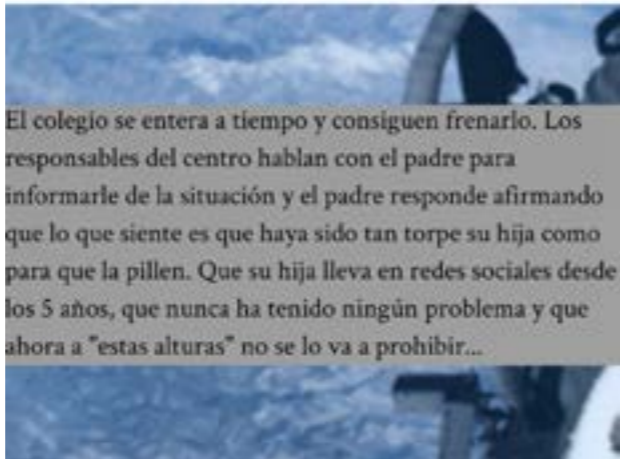 El colegio se entera a tiempo y consiguen frenarlo. Los
responsables del centro hablan con el padre para
informarle de la situación y el padre responde afirmando
que lo que siente es que haya sido tan torpe su hija como
para que la pillen. Que su hija lleva en redes sociales desde
los 5 años, que nunca ha tenido ningún problema y que
ahora a "estas alturas" no se lo va a prohibir...